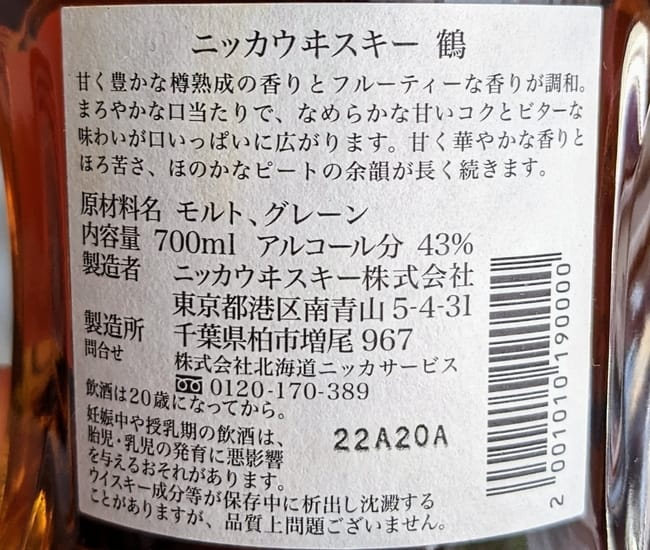 ニッカウヰスキー 鶴
甘く豊かな樽熟成の香りとフルーティーな香りが調和。
まろやかな口当たりで、なめらかな甘いコクとビターな
味わいが口いっぱいに広がります。甘く華やかな香りと
ほろ苦さ、ほのかなピートの余韻が長く続きます。
原材料名 モルト、グレーン
内容量 700ml アルコール分 43%
製造者 ニッカウヰスキー株式会社
東京都港区南青山 5-4-31
製造所 千葉県柏市増尾 967
問合せ 株式会社北海道ニッカサービス
0120-170-389
飲酒は20歳になってから。
妊娠中や授乳期の飲酒は、
胎児・乳児の発育に悪影響
を与えるおそれがあります。
ウイスキー成分等が保存中に析出し沈澱する
ことがありますが、品質上問題ございません。
22A20A
2 001010 190000